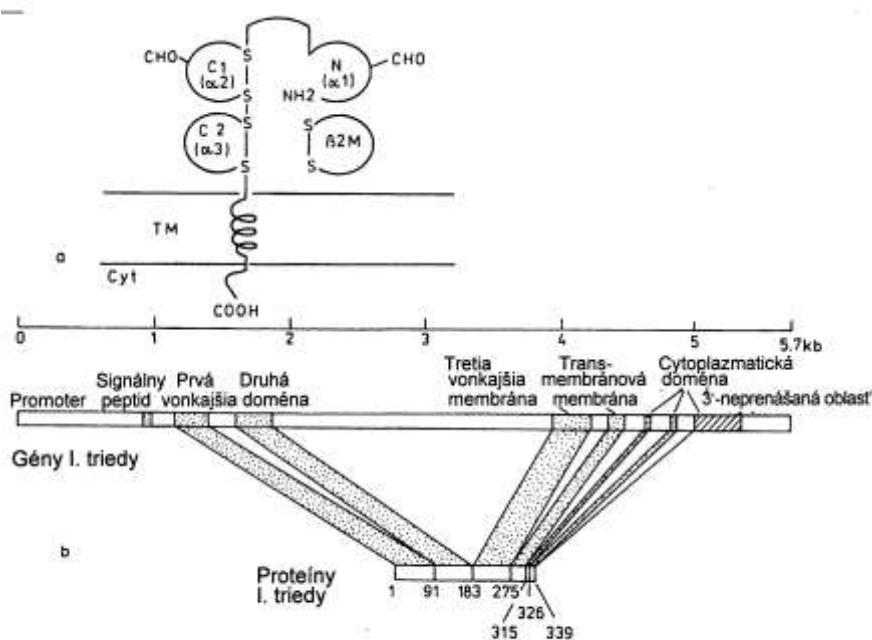 CHO
C1
(α2)
S
S
N
(α1)
CHO
NH2
C 2
(α3)
S
S
S
S
ß2M
TM
a
Cyt
COOH
0 1 2 3 4 5 5.7kb
Promoter
Signálny
peptid
Prvá
vonkajšia
Druhá
doména
Tretia
vonkajšia
membrána
Trans-
membránová
membrána
Cytoplazmatická
doména
3'-neprenášaná oblasť
Gény I. triedy
b
Proteíny
I. triedy
1 91 183 275
326
315 339